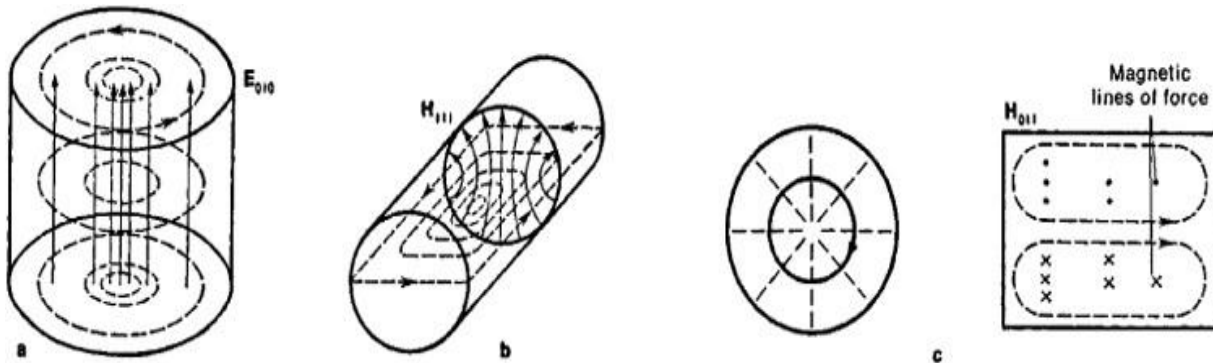 E₀₁₀
a
H₁₁₁
b
Magnetic
lines of force
H₀₁₁
c